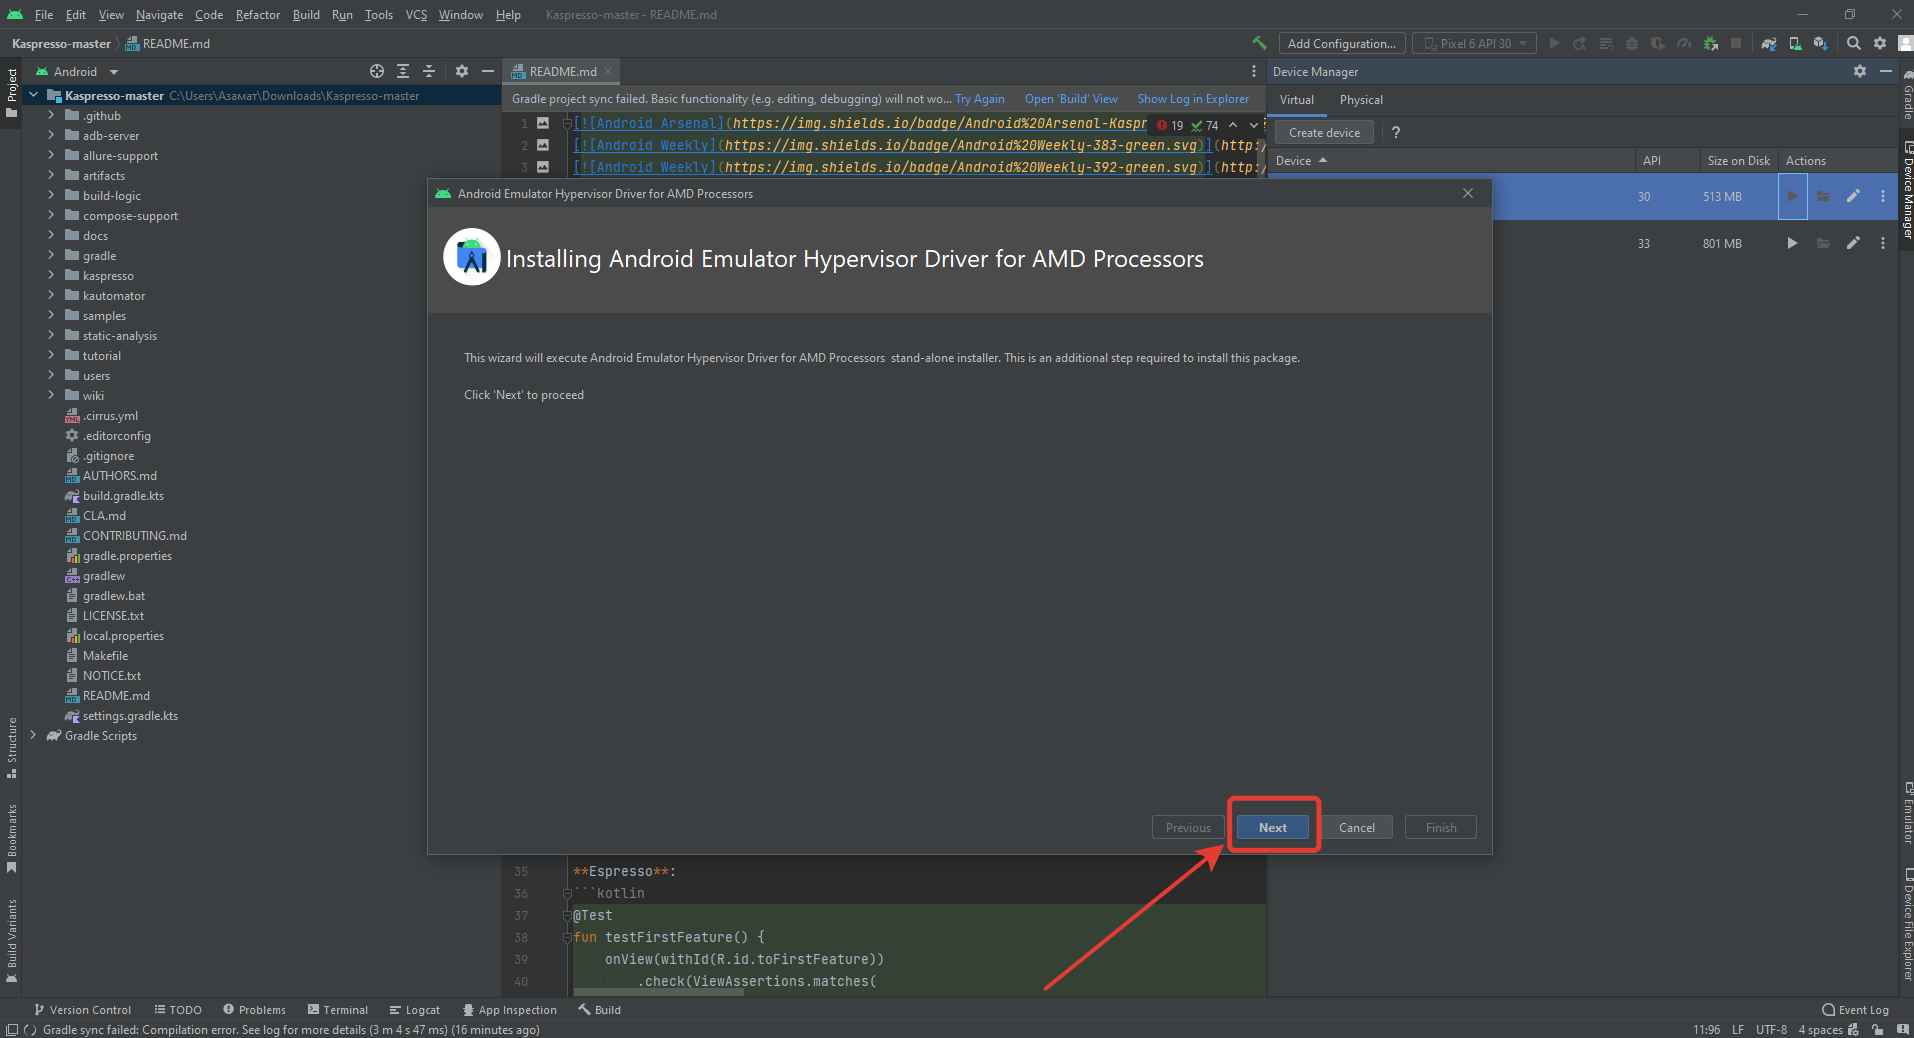 File Edit View Navigate Code Refactor Build Run Tools VCS Window Help Kaspresso-master - README.md
Kaspresso-master README.md
Add Configuration... Pixel 6 API 30
Project
Android
README.md
Device Manager
Kaspresso-master C:\Users\Азамат\Downloads\Kaspresso-master
Gradle project sync failed. Basic functionality (e.g. editing, debugging) will not wo... Try Again Open 'Build' View Show Log in Explorer
Virtual Physical
Gradle
1 [![Android Arsenal](https://img.shields.io/badge/Android%20Arsenal-Kaspr
19 74
2 [![Android Weekly](https://img.shields.io/badge/Android%20Weekly-383-green.svg)](http:/
3 [![Android Weekly](https://img.shields.io/badge/Android%20Weekly-392-green.svg)](http:/
Create device ?
Device API Size on Disk Actions
30 513 MB
33 801 MB
Device Manager
.github
adb-server
allure-support
artifacts
build-logic
compose-support
docs
gradle
kaspresso
kautomator
samples
static-analysis
tutorial
users
wiki
.cirrus.yml
.editorconfig
.gitignore
AUTHORS.md
build.gradle.kts
CLA.md
CONTRIBUTING.md
gradle.properties
gradlew
gradlew.bat
LICENSE.txt
local.properties
Makefile
NOTICE.txt
README.md
settings.gradle.kts
Gradle Scripts
Android Emulator Hypervisor Driver for AMD Processors
Installing Android Emulator Hypervisor Driver for AMD Processors
This wizard will execute Android Emulator Hypervisor Driver for AMD Processors stand-alone installer. This is an additional step required to install this package.
Click 'Next' to proceed
Previous Next Cancel Finish
Structure
Bookmarks
Build Variants
Emulator
Device File Explorer
35 **Espresso**:
36 ```kotlin
37 @Test
38 fun testFirstFeature() {
39 onView(withId(R.id.toFirstFeature))
40 .check(ViewAssertions.matches(
Version Control TODO Problems Terminal Logcat App Inspection Build Event Log
Gradle sync failed: Compilation error. See log for more details (3 m 4 s 47 ms) (16 minutes ago) 11:96 LF UTF-8 4 spaces